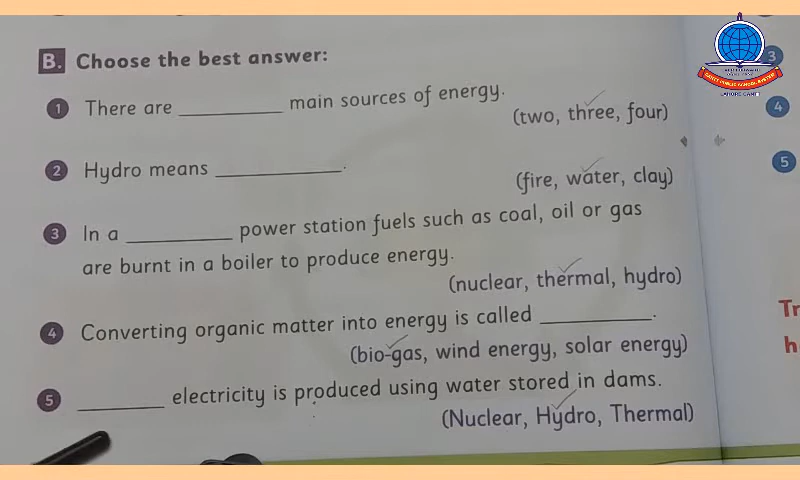 B. Choose the best answer:
1 There are __________ main sources of energy.
(two, three, four)
2 Hydro means ____________.
(fire, water, clay)
3 In a __________ power station fuels such as coal, oil or gas
are burnt in a boiler to produce energy.
(nuclear, thermal, hydro)
4 Converting organic matter into energy is called __________.
(bio-gas, wind energy, solar energy)
5 ________ electricity is produced using water stored in dams.
(Nuclear, Hydro, Thermal)
3
4
5
Tr
h